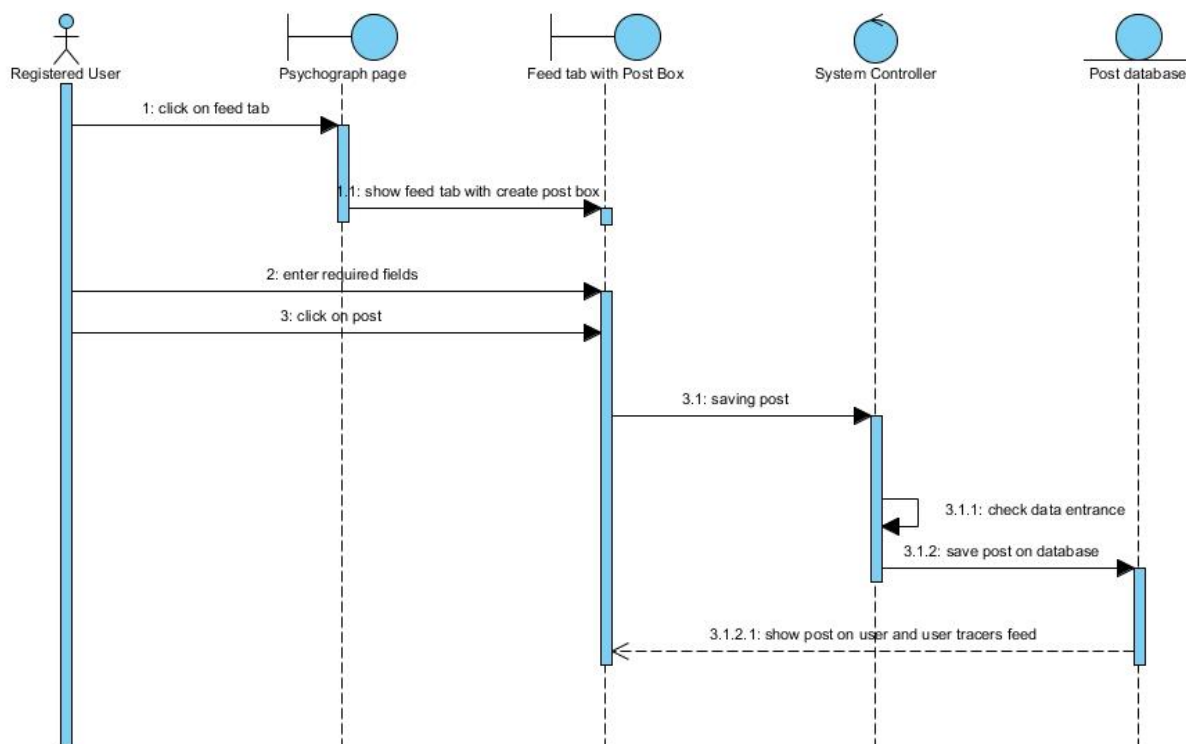 Registered User
Psychograph page
Feed tab with Post Box
System Controller
Post database
1: click on feed tab
1.1: show feed tab with create post box
2: enter required fields
3: click on post
3.1: saving post
3.1.1: check data entrance
3.1.2: save post on database
3.1.2.1: show post on user and user tracers feed